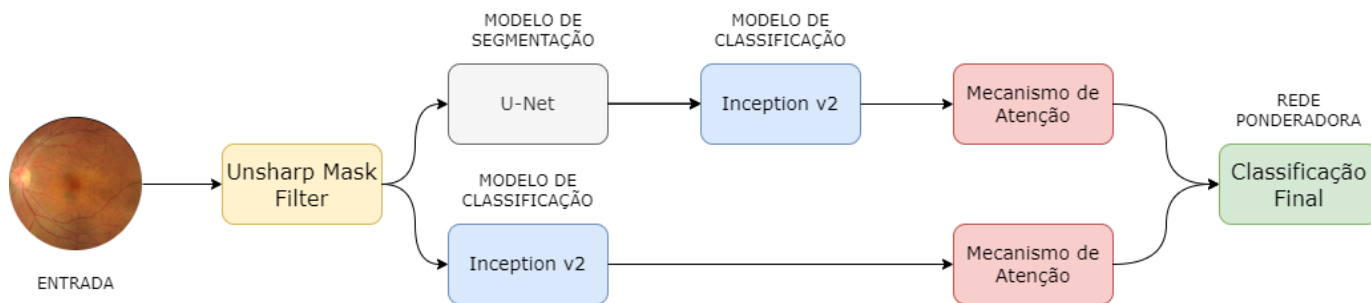 ENTRADA
Unsharp Mask
Filter
MODELO DE
SEGMENTAÇÃO
U-Net
MODELO DE
CLASSIFICAÇÃO
Inception v2
Mecanismo de
Atenção
MODELO DE
CLASSIFICAÇÃO
Inception v2
Mecanismo de
Atenção
REDE
PONDERADORA
Classificação
Final